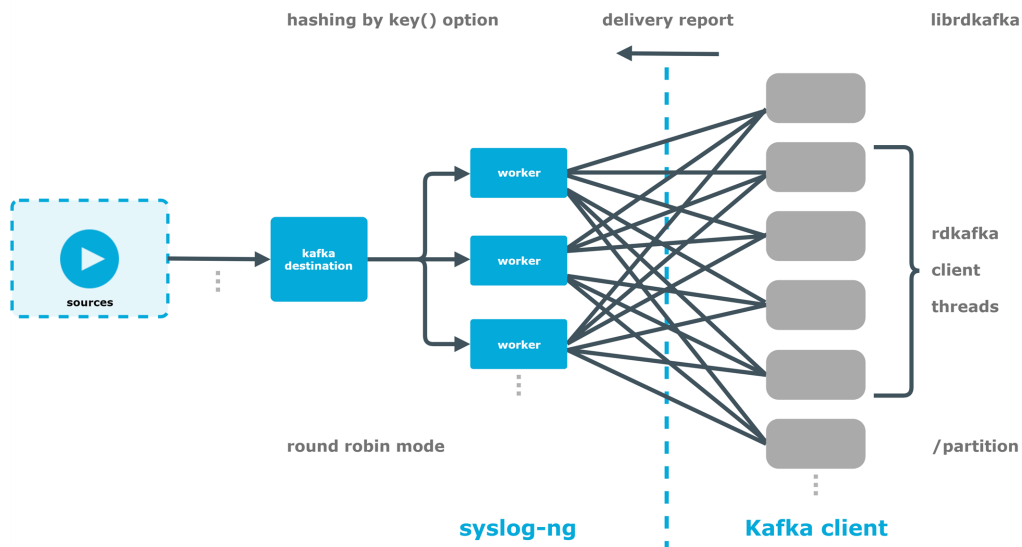 hashing by key() option
delivery report
librdkafka
sources
kafka
destination
worker
worker
worker
rdkafka
client
threads
round robin mode
/partition
syslog-ng
Kafka client